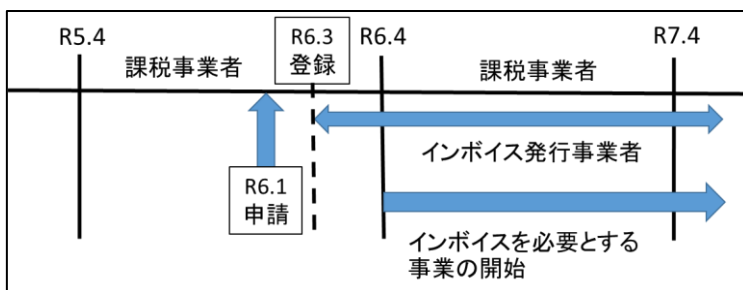 R5.4
R6.3
登録
R6.4
R7.4
課税事業者
課税事業者
インボイス発行事業者
R6.1
申請
インボイスを必要とする
事業の開始